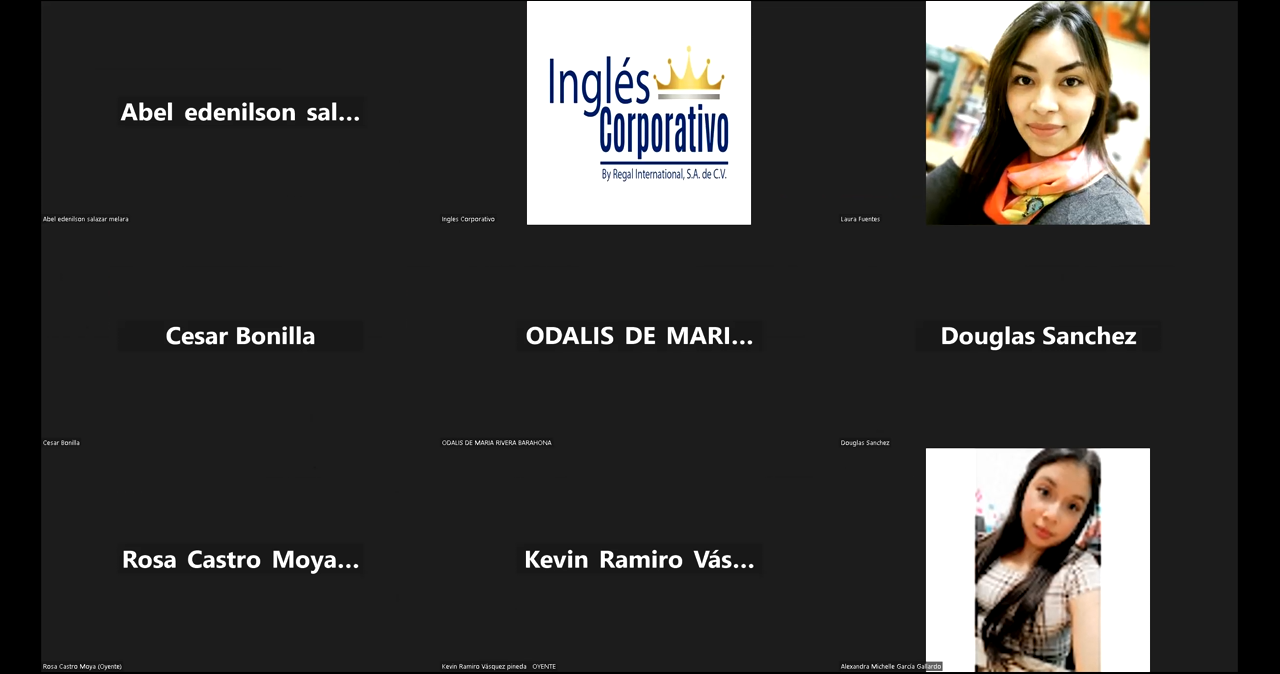 Abel edenilson sal...
Abel edenilson salazar melara
Inglés
Corporativo
By Regal International, S.A. de C.V.
Ingles Corporativo
Laura Fuentes
Cesar Bonilla
Cesar Bonilla
ODALIS DE MARI...
ODALIS DE MARIA RIVERA BARAHONA
Douglas Sanchez
Douglas Sanchez
Rosa Castro Moya...
Rosa Castro Moya (Oyente)
Kevin Ramiro Vás...
Kevin Ramiro Vásquez pineda OYENTE
Alexandra Michelle García Gallardo